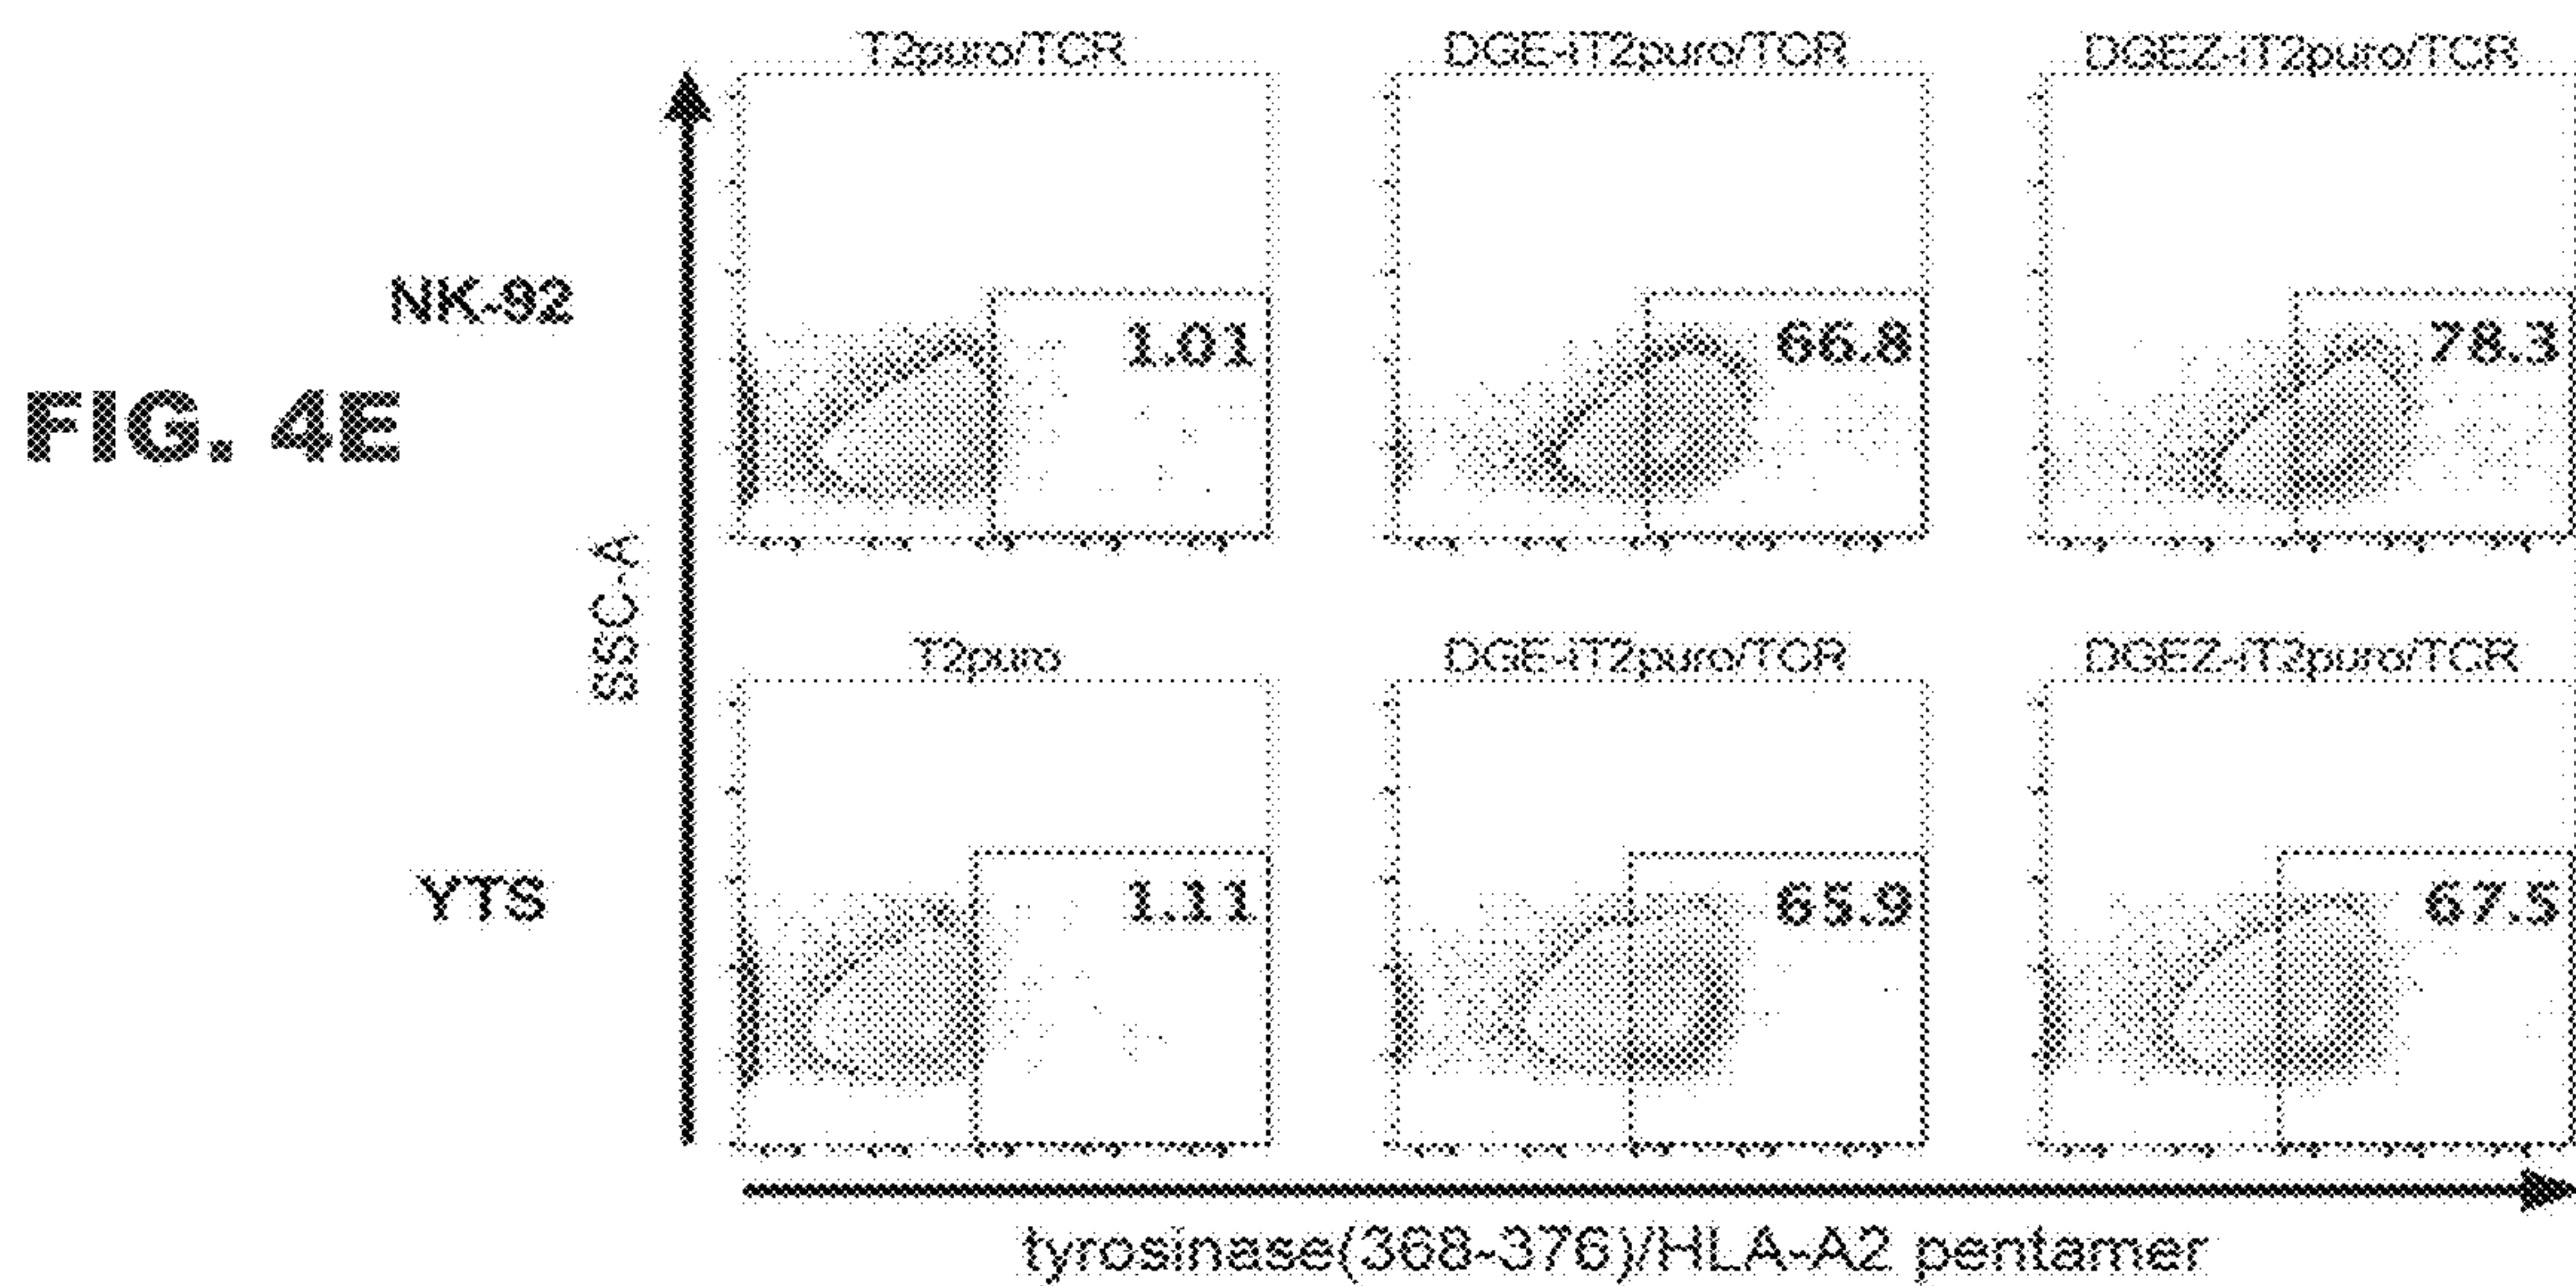 T2puro/TCR
DGE-iT2puro/TCR
DGEZ-iT2puro/TCR
NK-92
1.01
66.8
78.3
FIG. 4E
SSC-A
T2puro
DGE-iT2puro/TCR
DGEZ-iT2puro/TCR
YTS
1.11
65.9
67.5
tyrosinase(368-376)/HLA-A2 pentamer